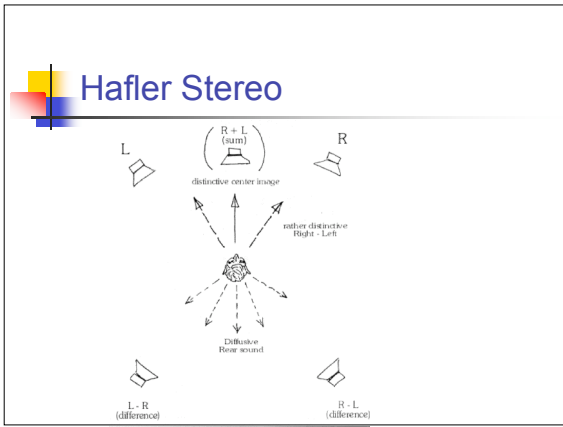 Hafler Stereo
L
R + L
(sum)
R
distinctive center image
rather distinctive
Right - Left
Diffusive
Rear sound
L - R
(difference)
R - L
(difference)